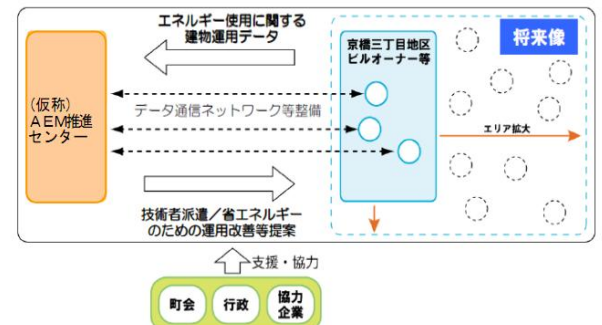 エネルギー使用に関する
建物運用データ
京橋三丁目地区
ビルオーナー等
将来像
(仮称)
AEM推進
センター
データ通信ネットワーク等整備
エリア拡大
技術者派遣／省エネルギー
のための運用改善等提案
支援・協力
町会
行政
協力
企業